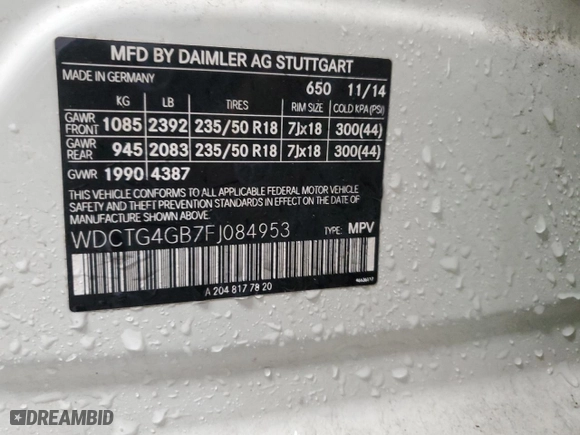 MFD BY DAIMLER AG STUTTGART
MADE IN GERMANY
650 11/14
KG LB TIRES RIM SIZE COLD KPA(PSI)
GAWR FRONT 1085 2392 235/50 R18 7Jx18 300(44)
GAWR REAR 945 2083 235/50 R18 7Jx18 300(44)
GVWR 1990 4387
THIS VEHICLE CONFORMS TO ALL APPLICABLE FEDERAL MOTOR VEHICLE
SAFETY STANDARDS IN EFFECT ON THE DATE OF MANUFACTURE SHOWN ABOVE.
WDCTG4GB7FJ084953 TYPE: MPV
A 204 817 78 20
DREAMBID